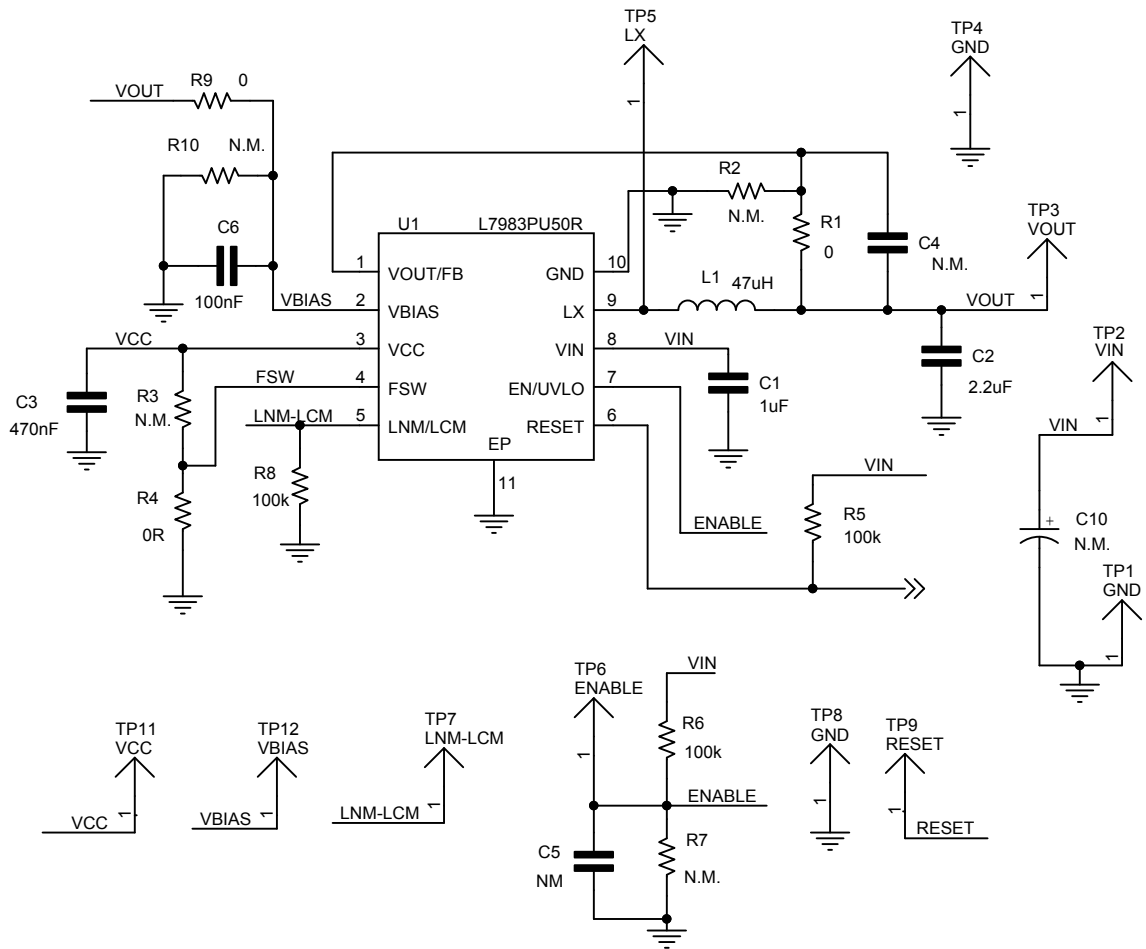 TP5
LX
TP4
GND
1
1
R9 0
VOUT
R10 N.M.
R2
N.M.
U1 L7983PU50R
C6
100nF
R1
0
C4
N.M.
TP3
VOUT
1
1 VOUT/FB
GND 10
VBIAS 2 VBIAS
LX 9
L1 47uH
VOUT
VCC 3 VCC
VIN 8 VIN
FSW 4 FSW
EN/UVLO 7
LNM-LCM 5 LNM/LCM
RESET 6
EP
11
C3
470nF
R3
N.M.
R4
0R
R8
100k
C1
1uF
C2
2.2uF
TP2
VIN
1
VIN
VIN
R5
100k
ENABLE
+
C10
N.M.
TP1
GND
1
TP11
VCC
1
VCC
TP12
VBIAS
1
VBIAS
TP7
LNM-LCM
1
LNM-LCM
TP6
ENABLE
1
VIN
R6
100k
ENABLE
C5
NM
R7
N.M.
TP8
GND
1
TP9
RESET
1
RESET